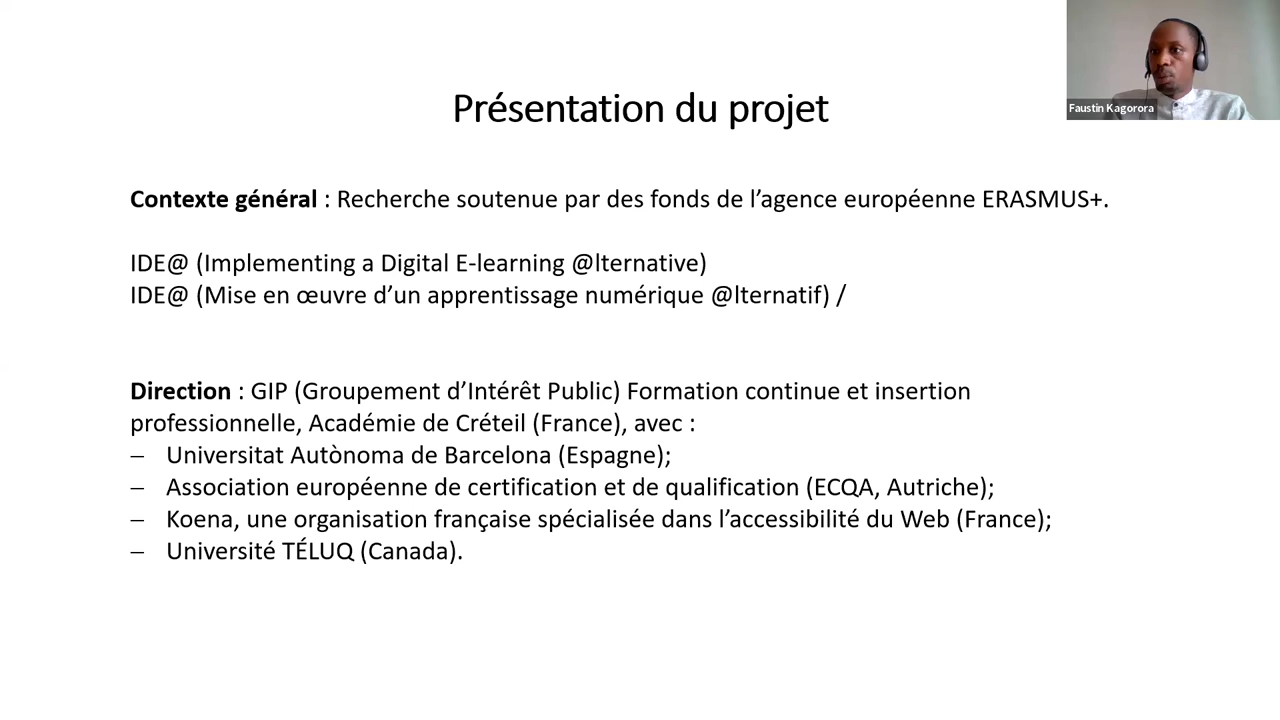 Présentation du projet
Faustin Kagorora
Contexte général : Recherche soutenue par des fonds de l’agence européenne ERASMUS+.
IDE@ (Implementing a Digital E-learning @lternative)
IDE@ (Mise en œuvre d’un apprentissage numérique @lternatif) /
Direction : GIP (Groupement d’Intérêt Public) Formation continue et insertion
professionnelle, Académie de Créteil (France), avec :
– Universitat Autònoma de Barcelona (Espagne);
– Association européenne de certification et de qualification (ECQA, Autriche);
– Koena, une organisation française spécialisée dans l’accessibilité du Web (France);
– Université TÉLUQ (Canada).